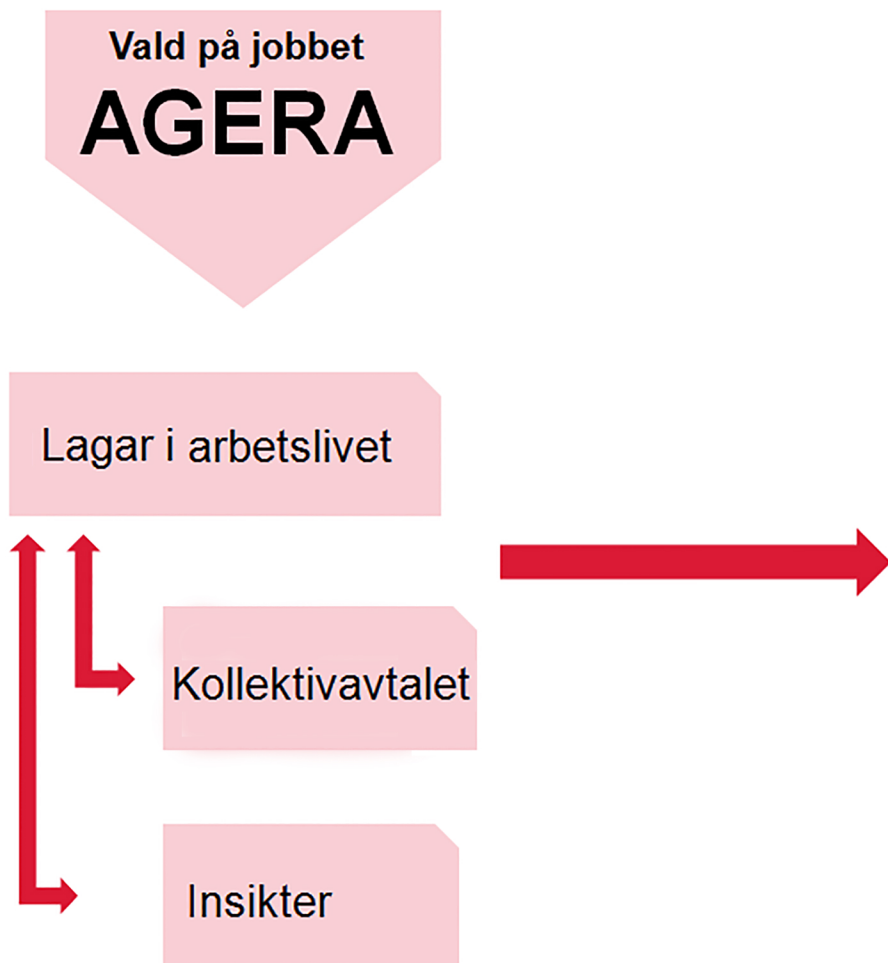 Vald på jobbet
AGERA
Lagar i arbetslivet
Kollektivavtalet
Insikter